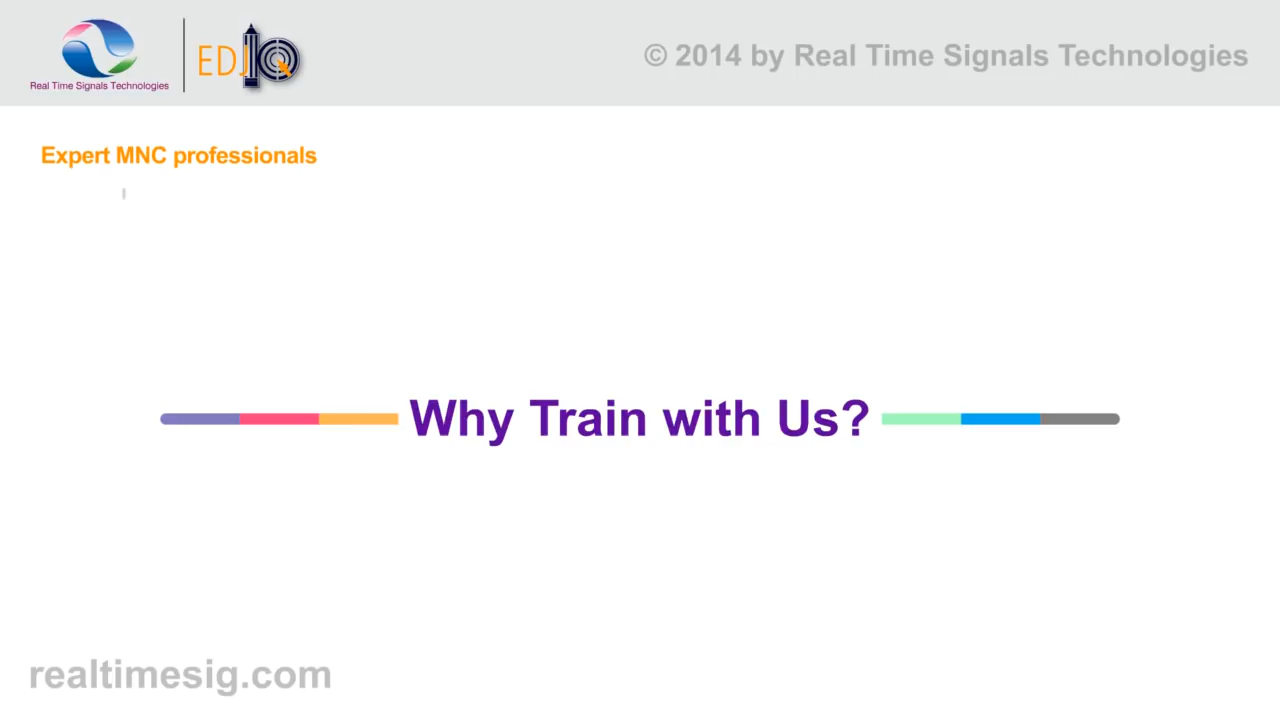 Real Time Signals Technologies
EDJIQ
© 2014 by Real Time Signals Technologies
Expert MNC professionals
Why Train with Us?
realtimesig.com